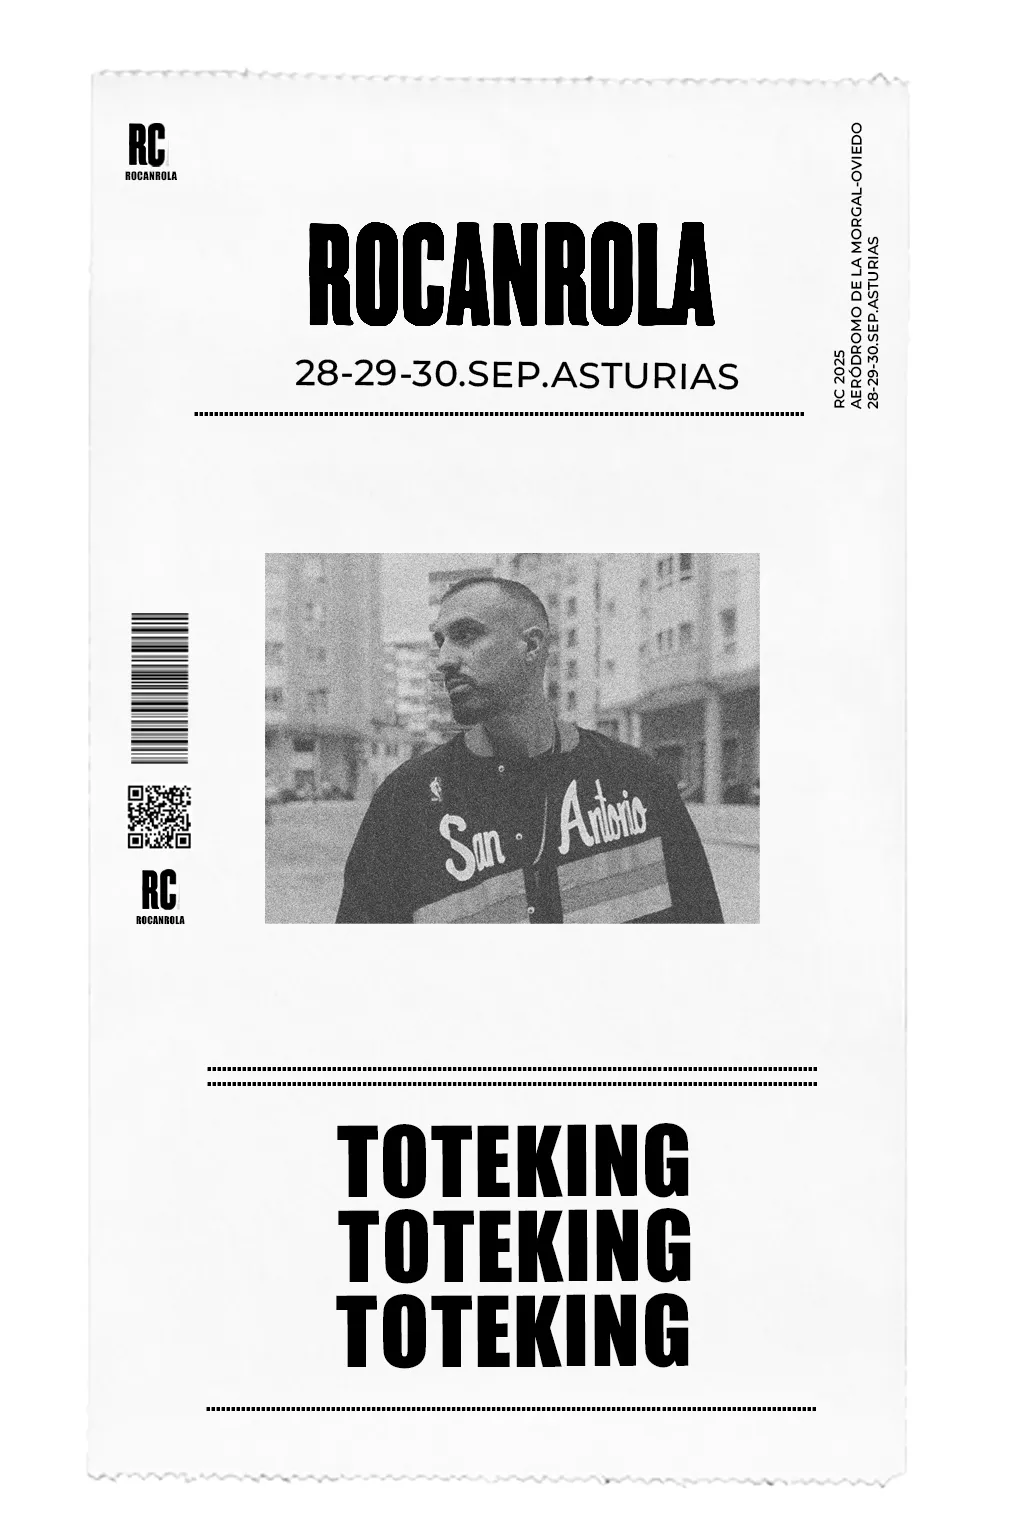 RC
ROCANROLA
RC 2025
AERÓDROMO DE LA MORGAL-OVIEDO
28-29-30.SEP.ASTURIAS
ROCANROLA
28-29-30.SEP.ASTURIAS
San Antonio
RC
ROCANROLA
TOTEKING
TOTEKING
TOTEKING